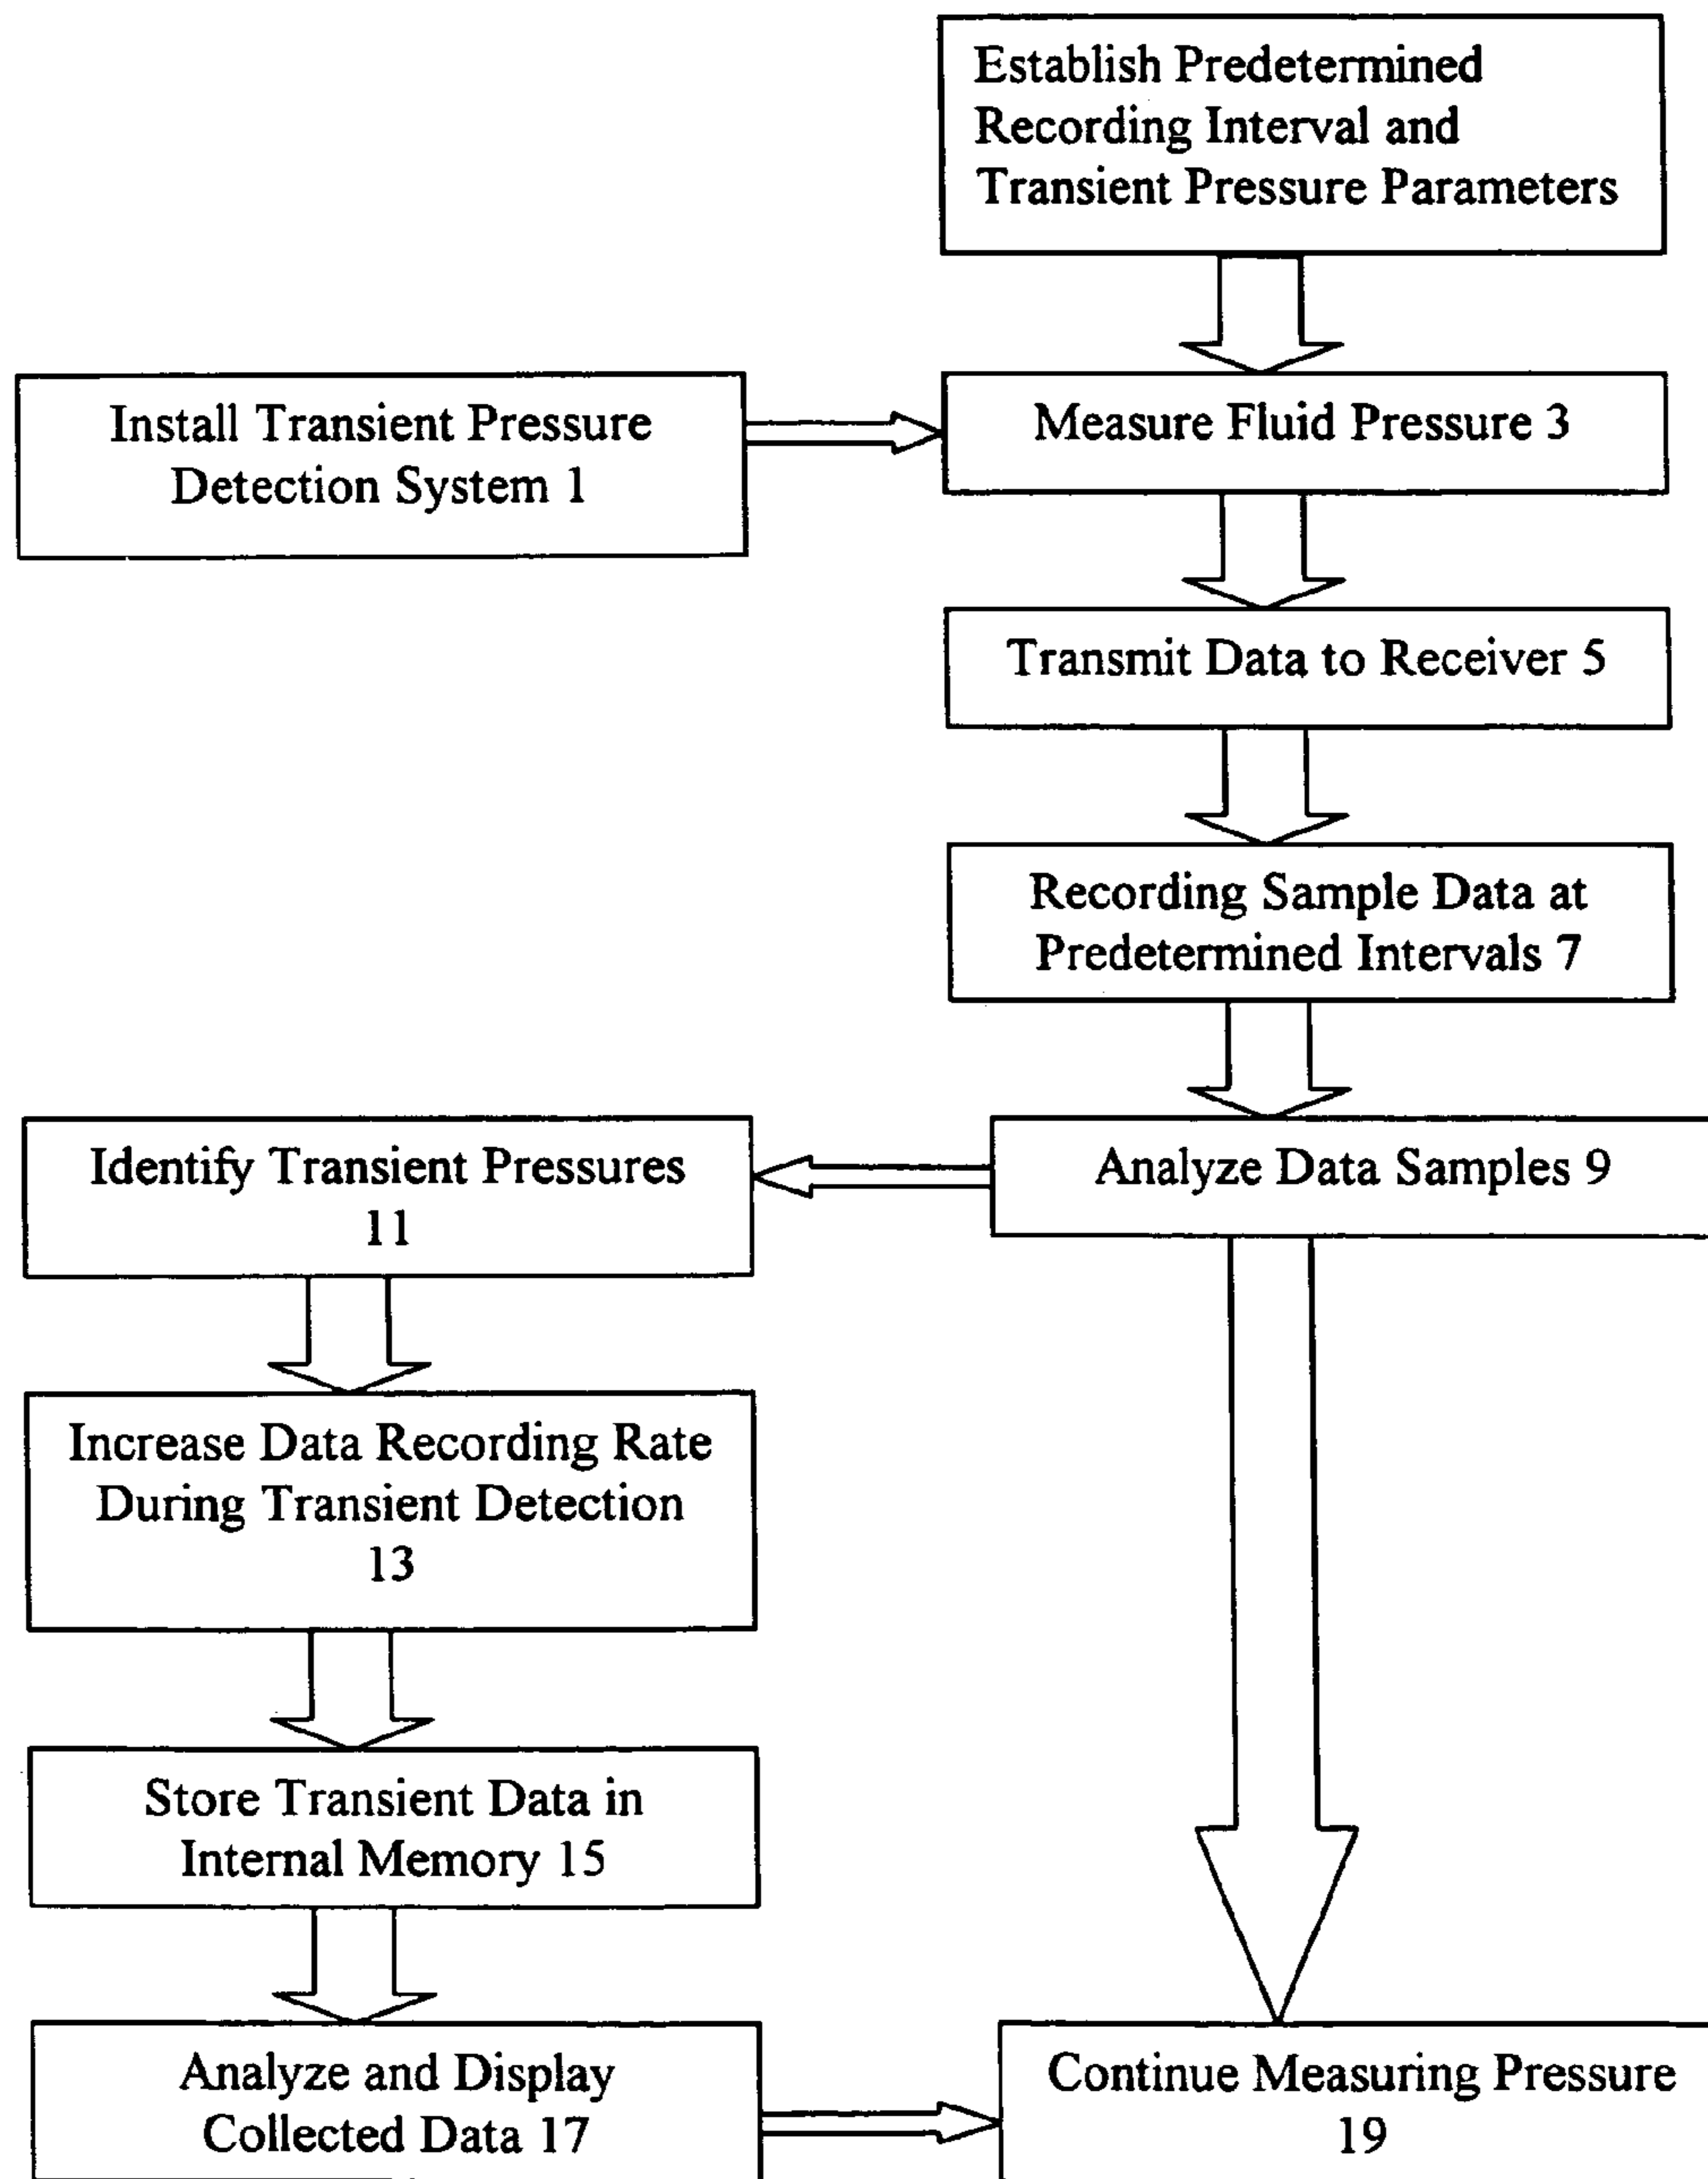 Establish Predetermined
Recording Interval and
Transient Pressure Parameters
Install Transient Pressure
Detection System 1
Measure Fluid Pressure 3
Transmit Data to Receiver 5
Recording Sample Data at
Predetermined Intervals 7
Analyze Data Samples 9
Identify Transient Pressures
11
Increase Data Recording Rate
During Transient Detection
13
Store Transient Data in
Internal Memory 15
Analyze and Display
Collected Data 17
Continue Measuring Pressure
19